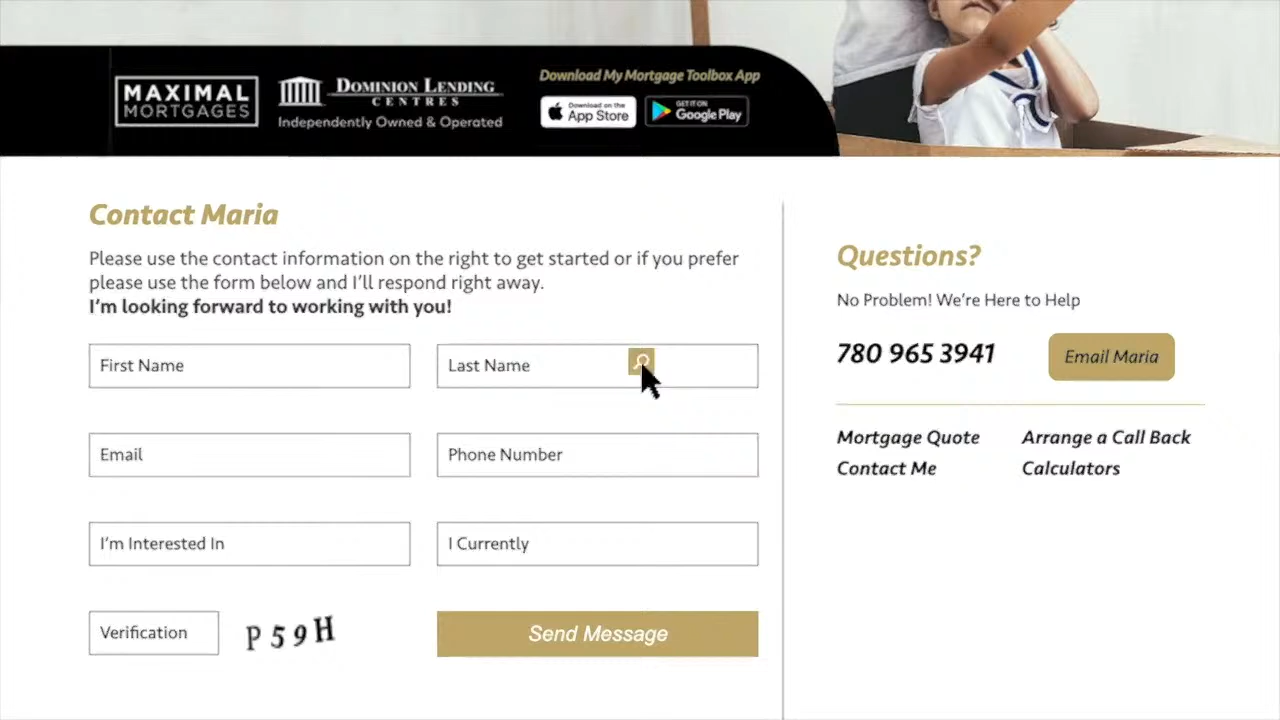 MAXIMAL
MORTGAGES
DOMINION LENDING
CENTRES
Independently Owned & Operated
Download My Mortgage Toolbox App
Download on the
App Store
GET IT ON
Google Play
Contact Maria
Please use the contact information on the right to get started or if you prefer
please use the form below and I'll respond right away.
I'm looking forward to working with you!
First Name
Last Name
Email
Phone Number
I'm Interested In
I Currently
Verification
P59H
Send Message
Questions?
No Problem! We're Here to Help
780 965 3941
Email Maria
Mortgage Quote
Arrange a Call Back
Contact Me
Calculators